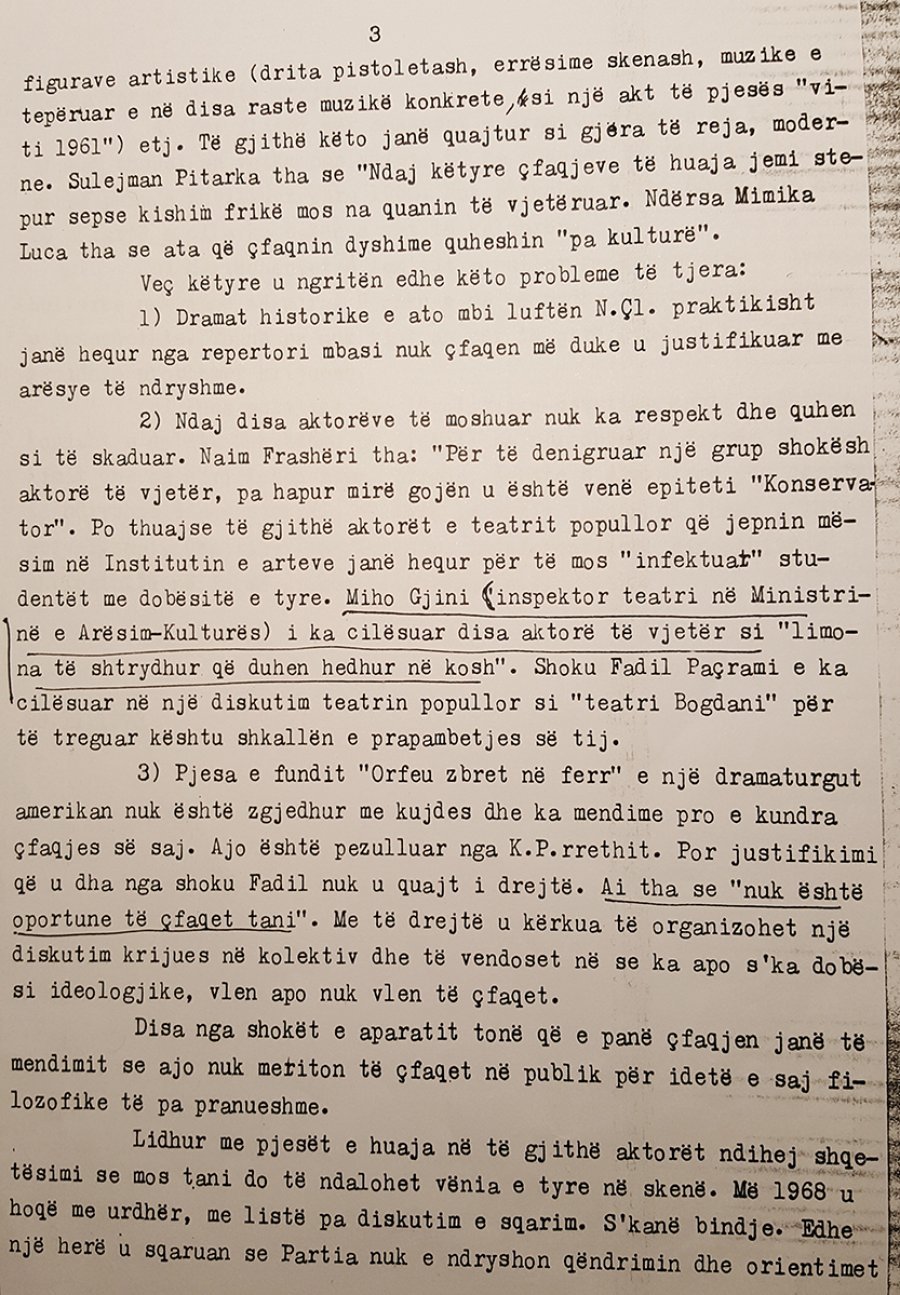 3
figurave artistike (drita pistoletash, errësime skenash, muzike e
tepëruar e në disa raste muzikë konkrete, si një akt të pjesës "vi-
ti 1961") etj. Të gjithë këto janë quajtur si gjëra të reja, moder-
ne. Sulejman Pitarka tha se "Ndaj këtyre çfaqjeve të huaja jemi ste-
pur sepse kishim frikë mos na quanin të vjetëruar. Ndërsa Mimika
Luca tha se ata që çfaqnin dyshime quheshin "pa kulturë".
Veç këtyre u ngritën edhe këto probleme të tjera:
1) Dramat historike e ato mbi luftën N.Çl. praktikisht
janë hequr nga repertori mbasi nuk çfaqen më duke u justifikuar me
arësye të ndryshme.
2) Ndaj disa aktorëve të moshuar nuk ka respekt dhe quhen
si të skaduar. Naim Frashëri tha: "Për të denigruar një grup shokësh
aktorë të vjetër, pa hapur mirë gojën u është venë epiteti "Konserva-
tor". Po thuajse të gjithë aktorët e teatrit popullor që jepnin më-
sim në Institutin e arteve janë hequr për të mos "infektuar" stu-
dentët me dobësitë e tyre. Miho Gjini (inspektor teatri në Ministri-
në e Arësim-Kulturës) i ka cilësuar disa aktorë të vjetër si "limo-
na të shtrydhur që duhen hedhur në kosh". Shoku Fadil Paçrami e ka
cilësuar në një diskutim teatrin popullor si "teatri Bogdani" për
të treguar kështu shkallën e prapambetjes së tij.
3) Pjesa e fundit "Orfeu zbret në ferr" e një dramaturgut
amerikan nuk është zgjedhur me kujdes dhe ka mendime pro e kundra
çfaqjes së saj. Ajo është pezulluar nga K.P.rrethit. Por justifikimi
që u dha nga shoku Fadil nuk u quajt i drejtë. Ai tha se "nuk është
oportune të çfaqet tani". Me të drejtë u kërkua të organizohet një
diskutim krijues në kolektiv dhe të vendoset në se ka apo s'ka dobë-
si ideologjike, vlen apo nuk vlen të çfaqet.
Disa nga shokët e aparatit tonë që e panë çfaqjen janë të
mendimit se ajo nuk meriton të çfaqet në publik për idetë e saj fi-
lozofike të pa pranueshme.
Lidhur me pjesët e huaja në të gjithë aktorët ndihej shqe-
tësimi se mos tani do të ndalohet vënia e tyre në skenë. Më 1968 u
hoqë me urdhër, me listë pa diskutim e sqarim. S'kanë bindje. Edhe
një herë u sqaruan se Partia nuk e ndryshon qëndrimin dhe orientimet